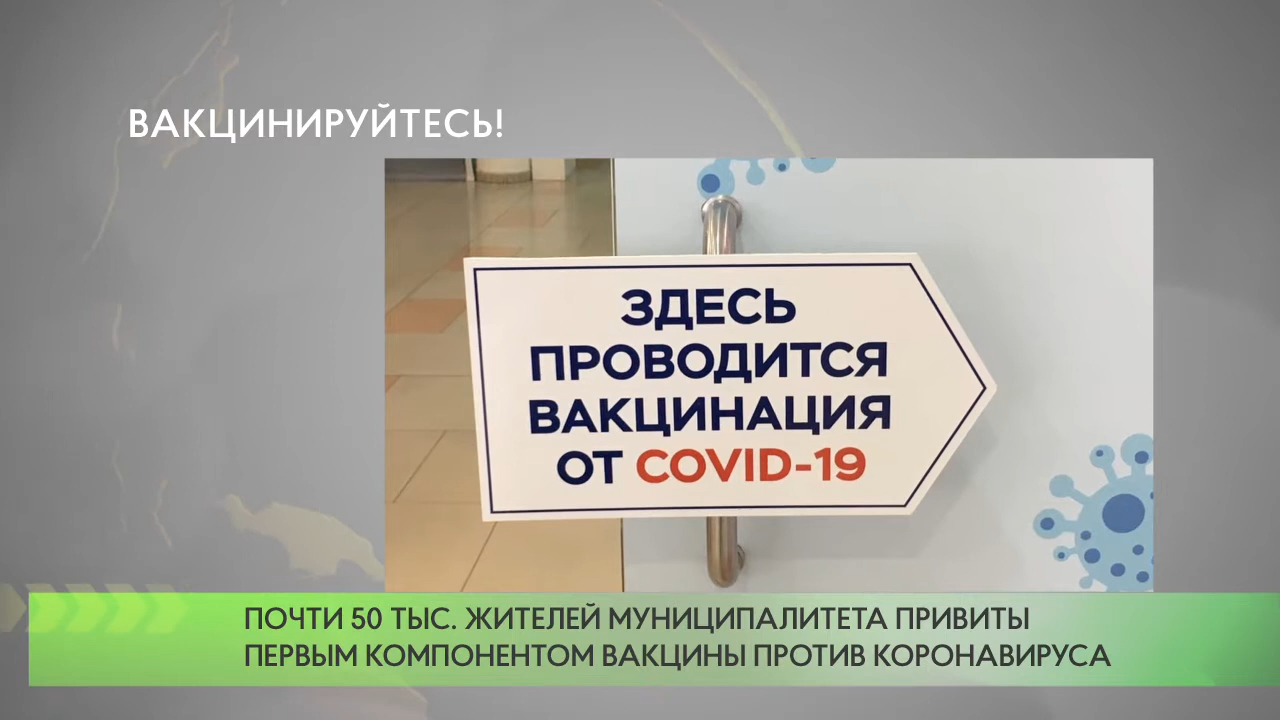 ВАКЦИНИРУЙТЕСЬ!
ЗДЕСЬ
ПРОВОДИТСЯ
ВАКЦИНАЦИЯ
ОТ COVID-19
ПОЧТИ 50 ТЫС. ЖИТЕЛЕЙ МУНИЦИПАЛИТЕТА ПРИВИТЫ
ПЕРВЫМ КОМПОНЕНТОМ ВАКЦИНЫ ПРОТИВ КОРОНАВИРУСА